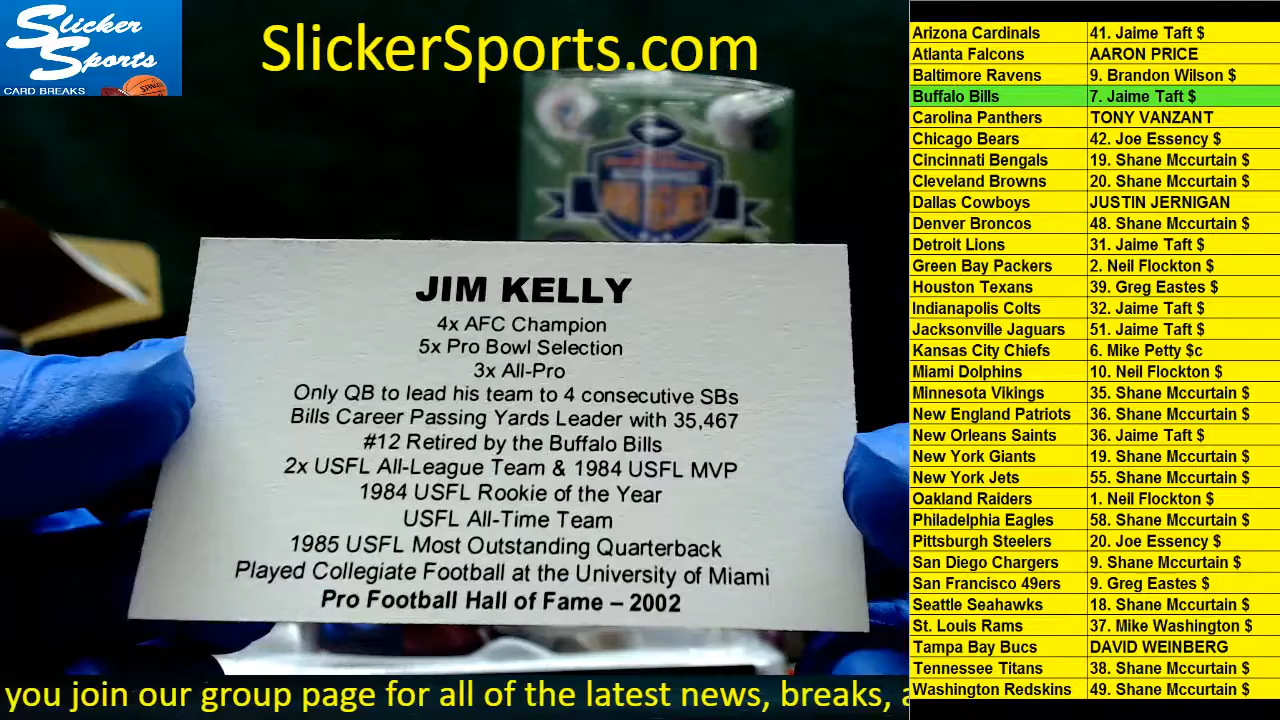 Slicker
Sports
CARD BREAKS
SlickerSports.com
JIM KELLY
4x AFC Champion
5x Pro Bowl Selection
3x All-Pro
Only QB to lead his team to 4 consecutive SBs
Bills Career Passing Yards Leader with 35,467
#12 Retired by the Buffalo Bills
2x USFL All-League Team & 1984 USFL MVP
1984 USFL Rookie of the Year
USFL All-Time Team
1985 USFL Most Outstanding Quarterback
Played Collegiate Football at the University of Miami
Pro Football Hall of Fame – 2002
you join our group page for all of the latest news, breaks,
Arizona Cardinals 41. Jaime Taft $
Atlanta Falcons AARON PRICE
Baltimore Ravens 9. Brandon Wilson $
Buffalo Bills 7. Jaime Taft $
Carolina Panthers TONY VANZANT
Chicago Bears 42. Joe Essency $
Cincinnati Bengals 19. Shane Mccurtain $
Cleveland Browns 20. Shane Mccurtain $
Dallas Cowboys JUSTIN JERNIGAN
Denver Broncos 48. Shane Mccurtain $
Detroit Lions 31. Jaime Taft $
Green Bay Packers 2. Neil Flockton $
Houston Texans 39. Greg Eastes $
Indianapolis Colts 32. Jaime Taft $
Jacksonville Jaguars 51. Jaime Taft $
Kansas City Chiefs 6. Mike Petty $c
Miami Dolphins 10. Neil Flockton $
Minnesota Vikings 35. Shane Mccurtain $
New England Patriots 36. Shane Mccurtain $
New Orleans Saints 36. Jaime Taft $
New York Giants 19. Shane Mccurtain $
New York Jets 55. Shane Mccurtain $
Oakland Raiders 1. Neil Flockton $
Philadelphia Eagles 58. Shane Mccurtain $
Pittsburgh Steelers 20. Joe Essency $
San Diego Chargers 9. Shane Mccurtain $
San Francisco 49ers 9. Greg Eastes $
Seattle Seahawks 18. Shane Mccurtain $
St. Louis Rams 37. Mike Washington $
Tampa Bay Bucs DAVID WEINBERG
Tennessee Titans 38. Shane Mccurtain $
Washington Redskins 49. Shane Mccurtain $